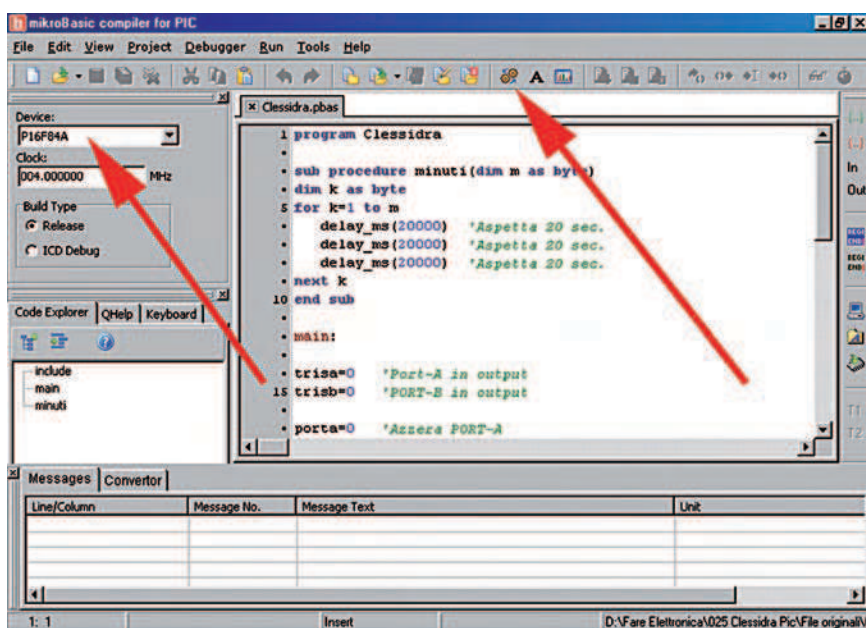 mikroBasic compiler for PIC
File Edit View Project Debugger Run Tools Help
Device:
P16F84A
Clock:
004.000000 MHz
Build Type
Release
ICD Debug
Code Explorer QHelp Keyboard
include
main
minuti
Clessidra.pbas
1 program Clessidra
sub procedure minuti(dim m as byte)
dim k as byte
5 for k=1 to m
delay_ms(20000) 'Aspetta 20 sec.
delay_ms(20000) 'Aspetta 20 sec.
delay_ms(20000) 'Aspetta 20 sec.
next k
10 end sub
main:
trisa=0 'Port-A in output
15 trisb=0 'PORT-B in output
porta=0 'Azzera PORT-A
In
Out
T1
T2
Messages Convertor
Line/Column Message No. Message Text Unit
1: 1 Insert D:\Fare Elettronica\025 Clessidra Pic\File originali\